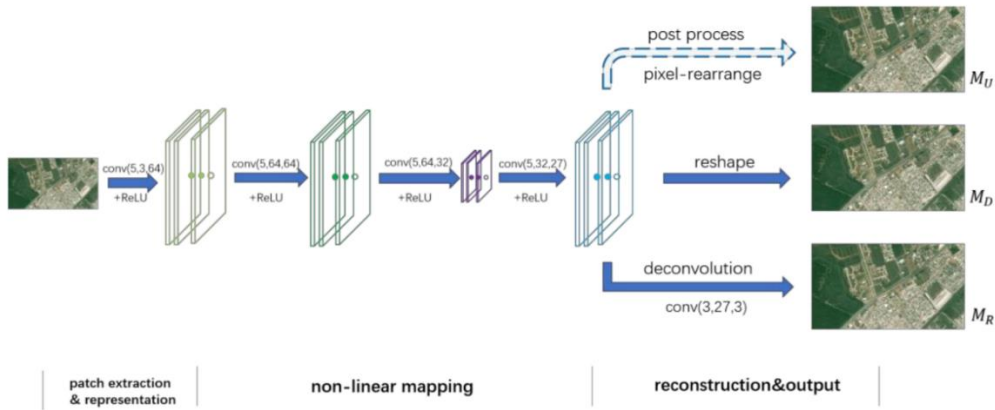 post process
pixel-rearrange
M_U
conv(5,3,64)
+ReLU
conv(5,64,64)
+ReLU
conv(5,64,32)
+ReLU
conv(5,32,27)
+ReLU
reshape
M_D
deconvolution
conv(3,27,3)
M_R
patch extraction
& representation
non-linear mapping
reconstruction&output